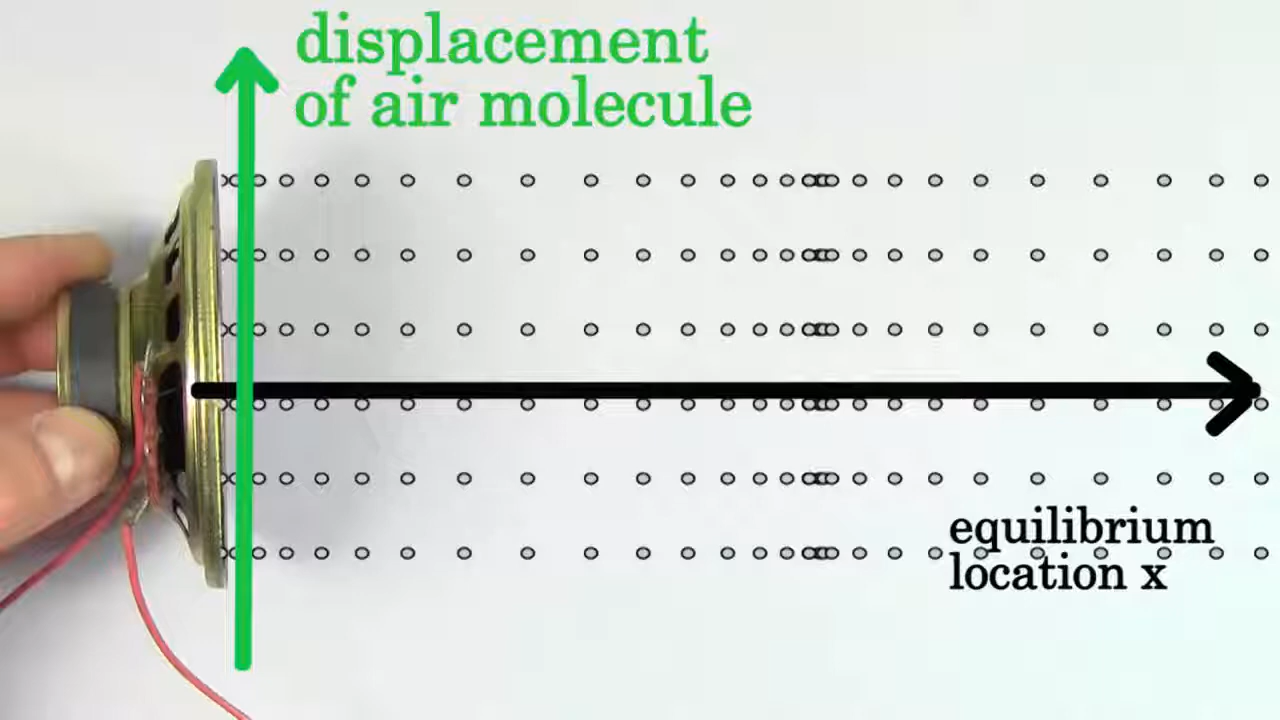 displacement
of air molecule
equilibrium
location x